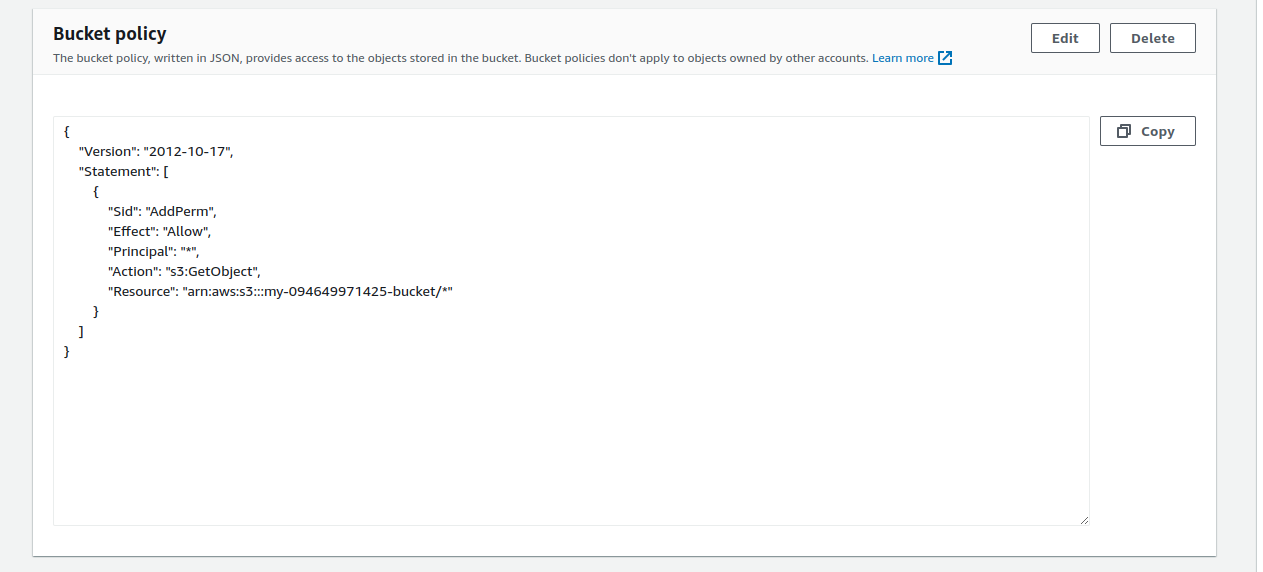 Bucket policy
Edit
Delete
The bucket policy, written in JSON, provides access to the objects stored in the bucket. Bucket policies don't apply to objects owned by other accounts. Learn more
Copy
{
"Version": "2012-10-17",
"Statement": [
{
"Sid": "AddPerm",
"Effect": "Allow",
"Principal": "*",
"Action": "s3:GetObject",
"Resource": "arn:aws:s3:::my-094649971425-bucket/*"
}
]
}